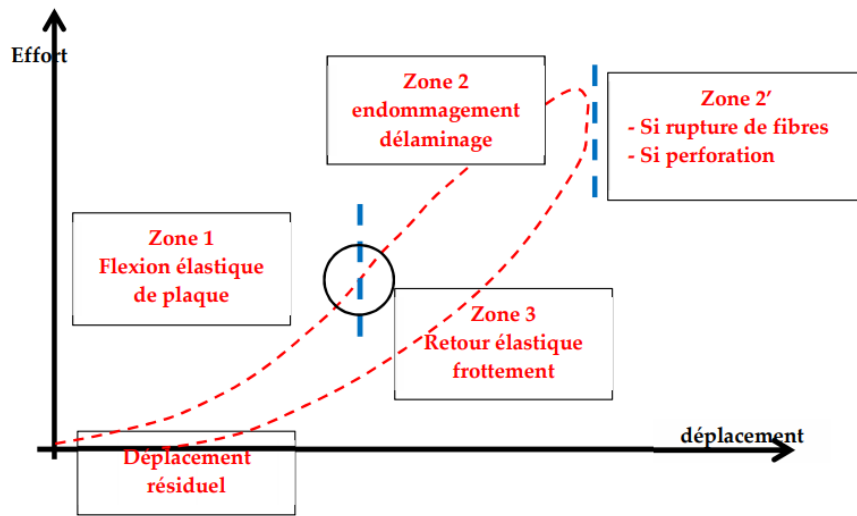 Effort
Zone 2
endommagement
délaminage
Zone 2’
- Si rupture de fibres
- Si perforation
Zone 1
Flexion élastique
de plaque
Zone 3
Retour élastique
frottement
déplacement
Déplacement
résiduel